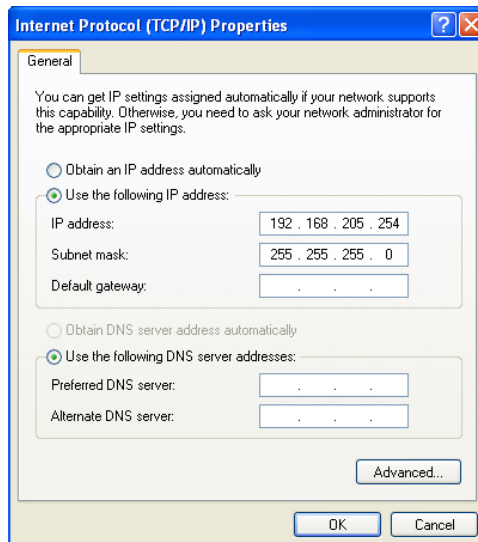 Internet Protocol (TCP/IP) Properties
General
You can get IP settings assigned automatically if your network supports
this capability. Otherwise, you need to ask your network administrator for
the appropriate IP settings.
Obtain an IP address automatically
Use the following IP address:
IP address: 192 . 168 . 205 . 254
Subnet mask: 255 . 255 . 255 . 0
Default gateway: . . .
Obtain DNS server address automatically
Use the following DNS server addresses:
Preferred DNS server: . . .
Alternate DNS server: . . .
Advanced...
OK Cancel